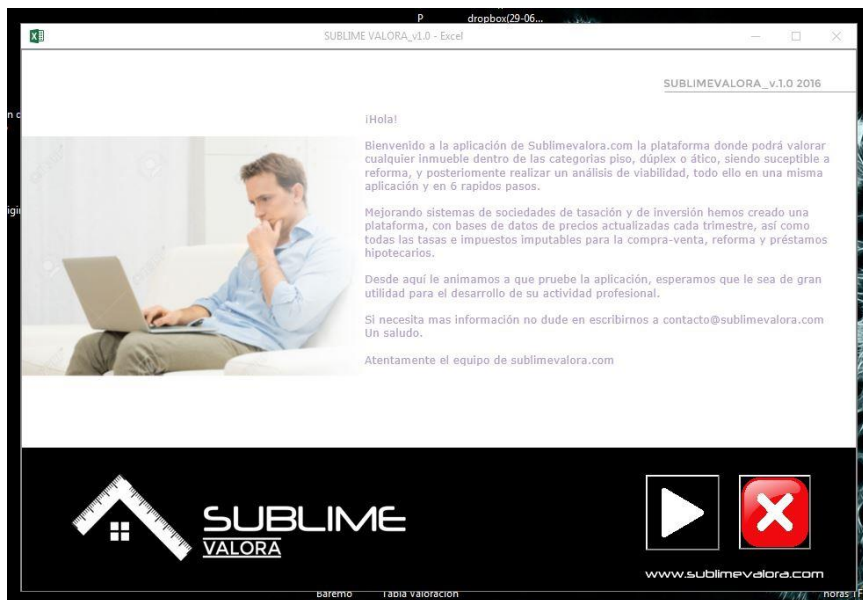 P dropbox(29-06...
SUBLIME VALORA_v1.0 - Excel
SUBLIMEVALORA_v.1.0 2016
¡Hola!
Bienvenido a la aplicación de Sublimevalora.com la plataforma donde podrá valorar
cualquier inmueble dentro de las categorias piso, dúplex o ático, siendo suceptible a
reforma, y posteriormente realizar un análisis de viabilidad, todo ello en una misma
aplicación y en 6 rapidos pasos.
Mejorando sistemas de sociedades de tasación y de inversión hemos creado una
plataforma, con bases de datos de precios actualizadas cada trimestre, así como
todas las tasas e impuestos imputables para la compra-venta, reforma y préstamos
hipotecarios.
Desde aquí le animamos a que pruebe la aplicación, esperamos que le sea de gran
utilidad para el desarrollo de su actividad profesional.
Si necesita mas información no dude en escribirnos a contacto@sublimevalora.com
Un saludo.
Atentamente el equipo de sublimevalora.com
SUBLIME
VALORA
www.sublimevalora.com
Baremo Tabla Valoracion